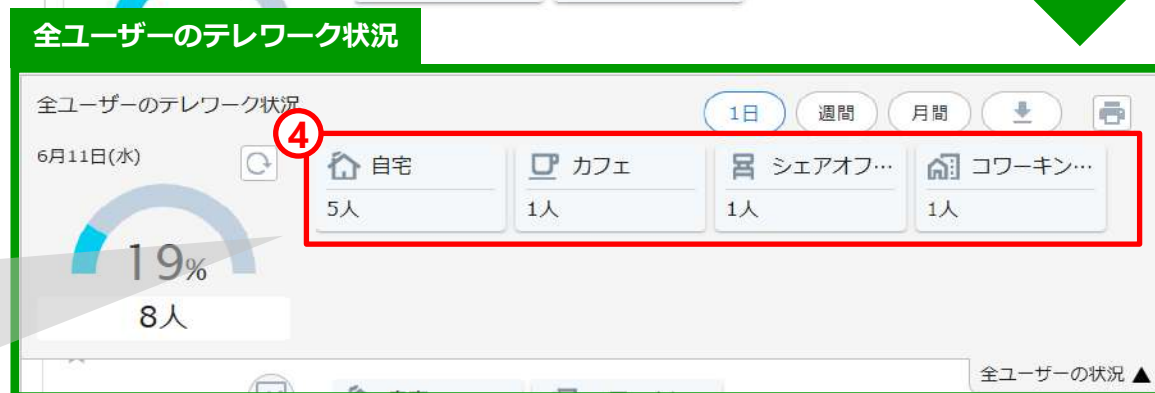 全ユーザーのテレワーク状況
全ユーザーのテレワーク状況
1日
週間
月間
6月11日(水)
④
自宅
カフェ
シェアオフ…
コワーキン…
5人
1人
1人
1人
19%
8人
全ユーザーの状況 ▲